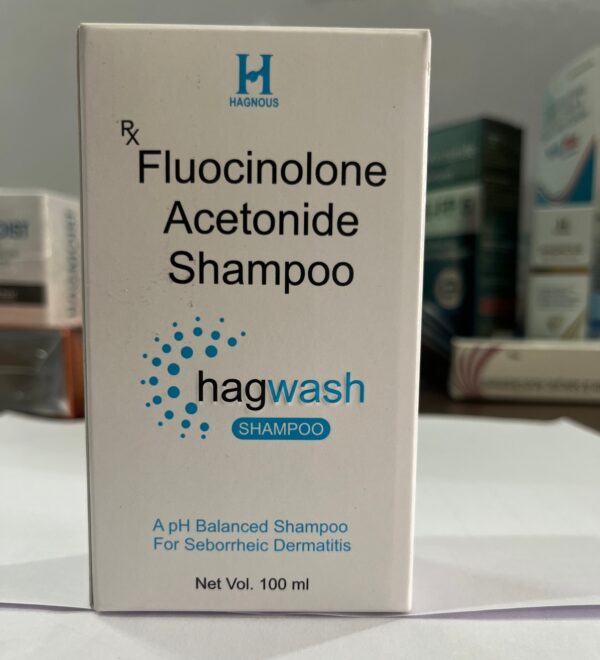 HAGNOUS
Rx
Fluocinolone
Acetonide
Shampoo
hagwash
SHAMPOO
A pH Balanced Shampoo
For Seborrheic Dermatitis
Net Vol. 100 ml